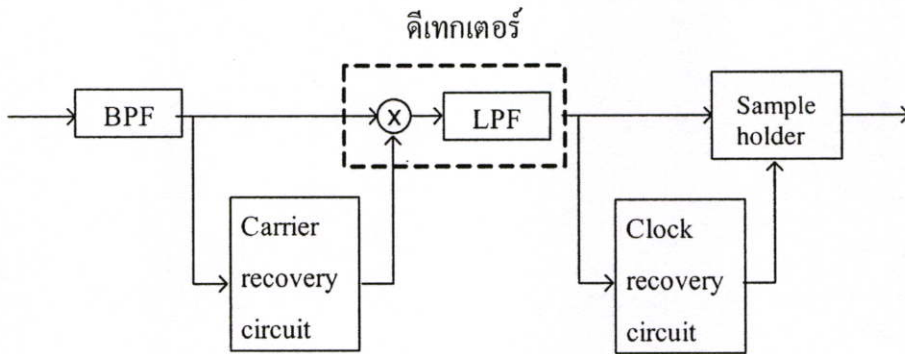 ดีเทกเตอร์
BPF
X
LPF
Sample
holder
Carrier
recovery
circuit
Clock
recovery
circuit